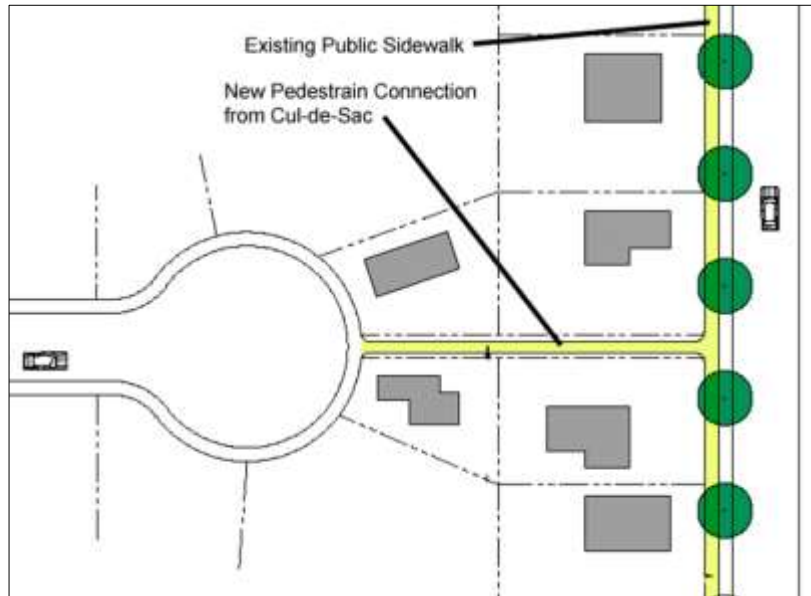 Existing Public Sidewalk
New Pedestrain Connection
from Cul-de-Sac